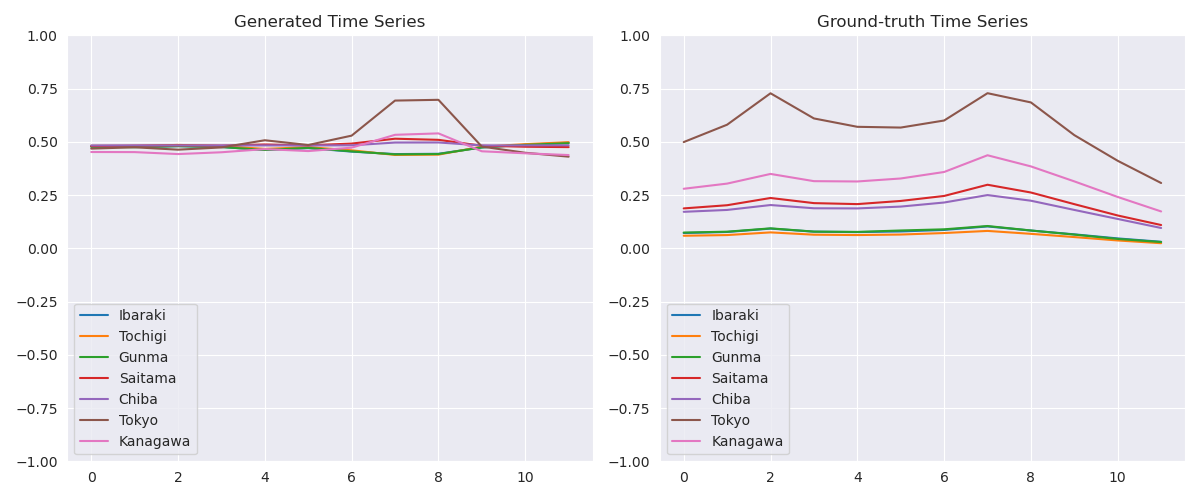 Generated Time Series
1.00
0.75
0.50
0.25
0.00
−0.25
−0.50
−0.75
−1.00
0 2 4 6 8 10
Ibaraki
Tochigi
Gunma
Saitama
Chiba
Tokyo
Kanagawa
Ground-truth Time Series
1.00
0.75
0.50
0.25
0.00
−0.25
−0.50
−0.75
−1.00
0 2 4 6 8 10
Ibaraki
Tochigi
Gunma
Saitama
Chiba
Tokyo
Kanagawa